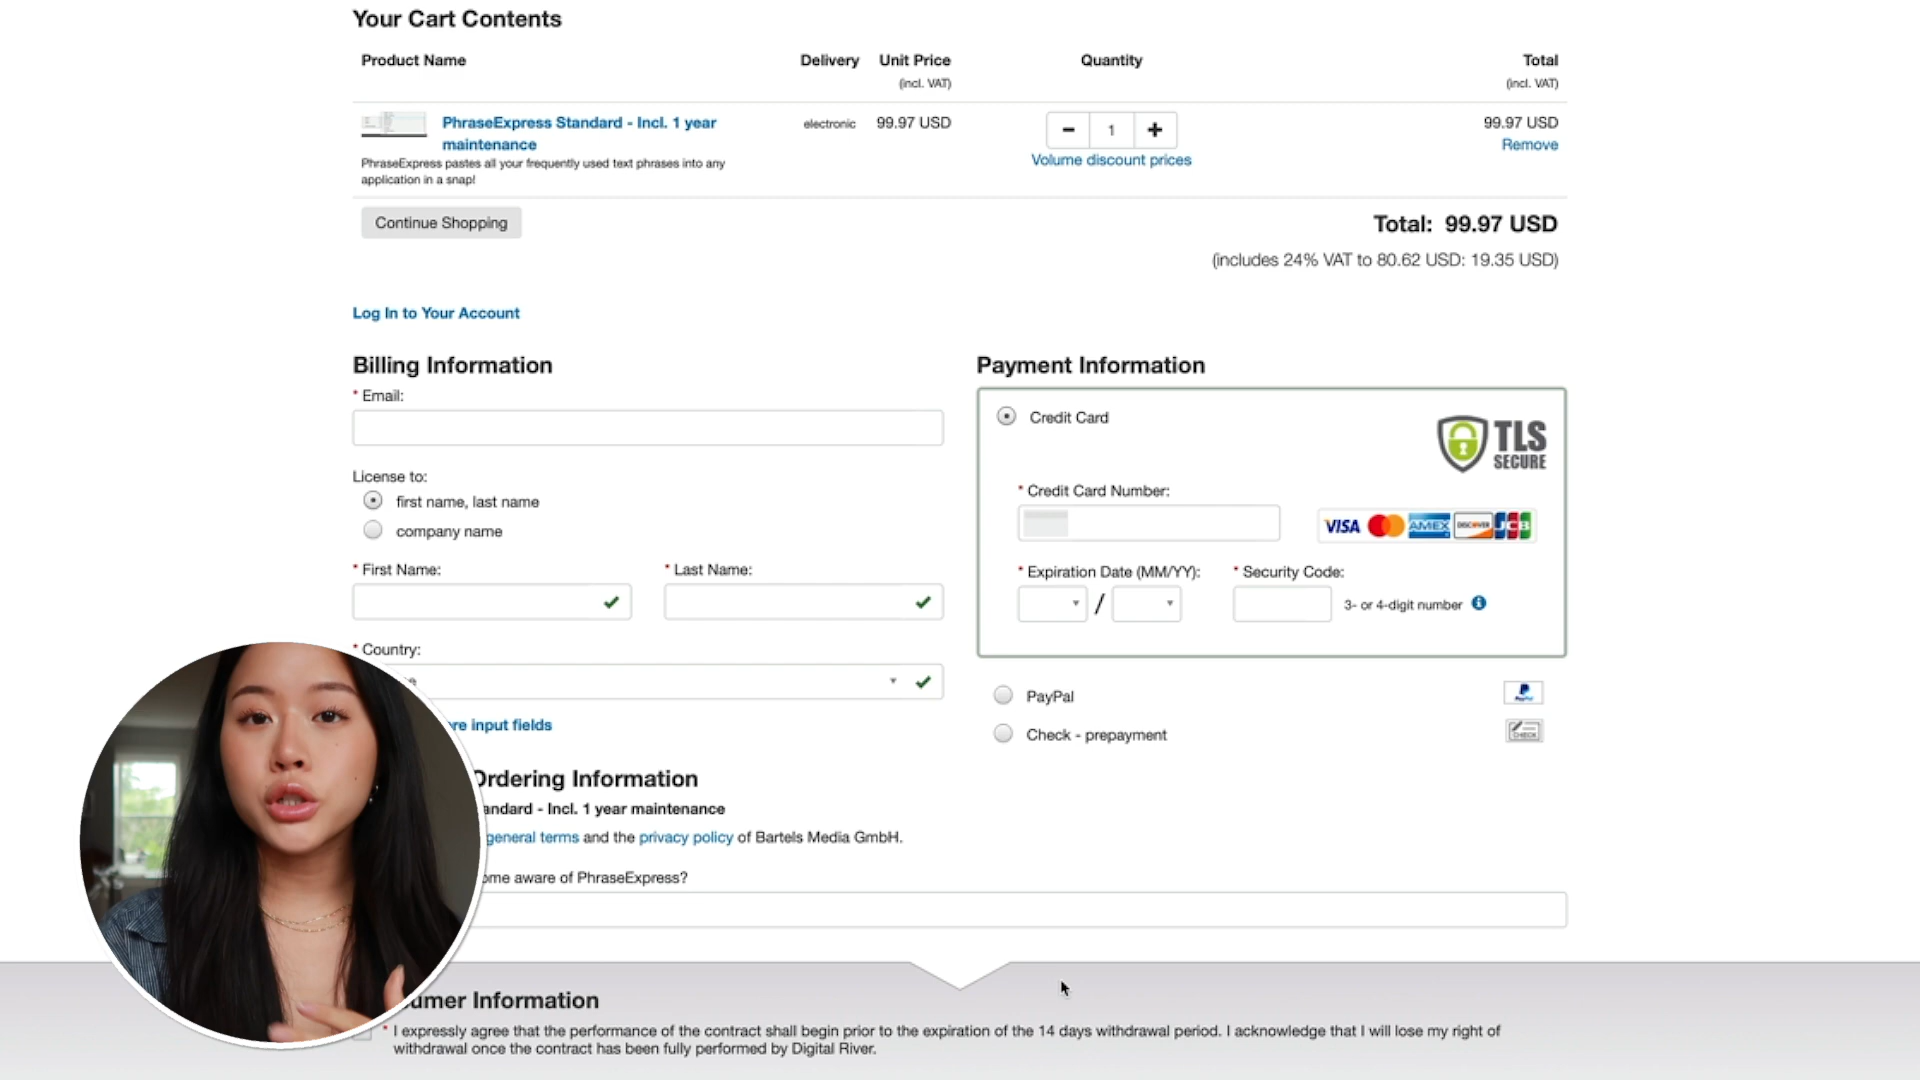 Your Cart Contents
Product Name Delivery Unit Price Quantity Total
(incl. VAT) (incl. VAT)
PhraseExpress Standard - Incl. 1 year electronic 99.97 USD 1 99.97 USD
maintenance Remove
Volume discount prices
PhraseExpress pastes all your frequently used text phrases into any
application in a snap!
Continue Shopping
Total: 99.97 USD
(includes 24% VAT to 80.62 USD: 19.35 USD)
Log In to Your Account
Billing Information
* Email:
License to:
first name, last name
company name
* First Name: * Last Name:
* Country:
re input fields
Payment Information
Credit Card
TLS
SECURE
* Credit Card Number:
VISA AMEX DISCOVER JCB
* Expiration Date (MM/YY): * Security Code:
/ 3- or 4-digit number
PayPal
PayPal
Check - prepayment
CHECK
Ordering Information
andard - Incl. 1 year maintenance
general terms and the privacy policy of Bartels Media GmbH.
ome aware of PhraseExpress?
umer Information
* I expressly agree that the performance of the contract shall begin prior to the expiration of the 14 days withdrawal period. I acknowledge that I will lose my right of
withdrawal once the contract has been fully performed by Digital River.